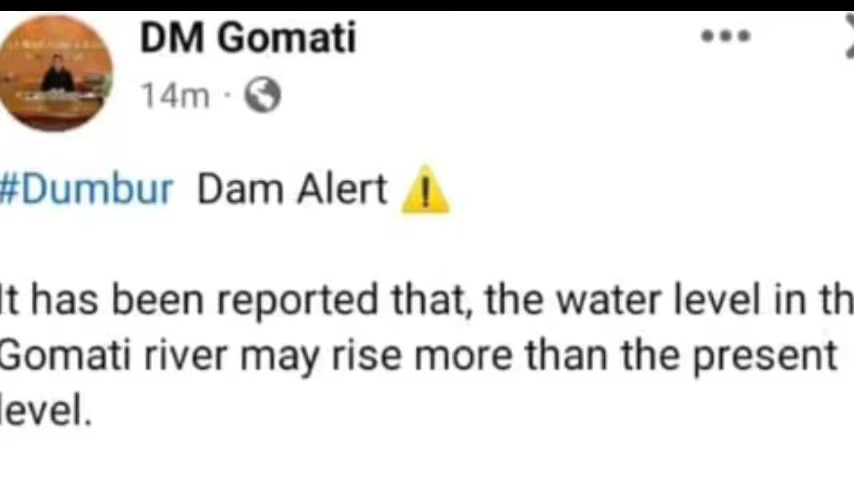 DM Gomati
14m ·
#Dumbur Dam Alert ⚠️
It has been reported that, the water level in th
Gomati river may rise more than the present
level.